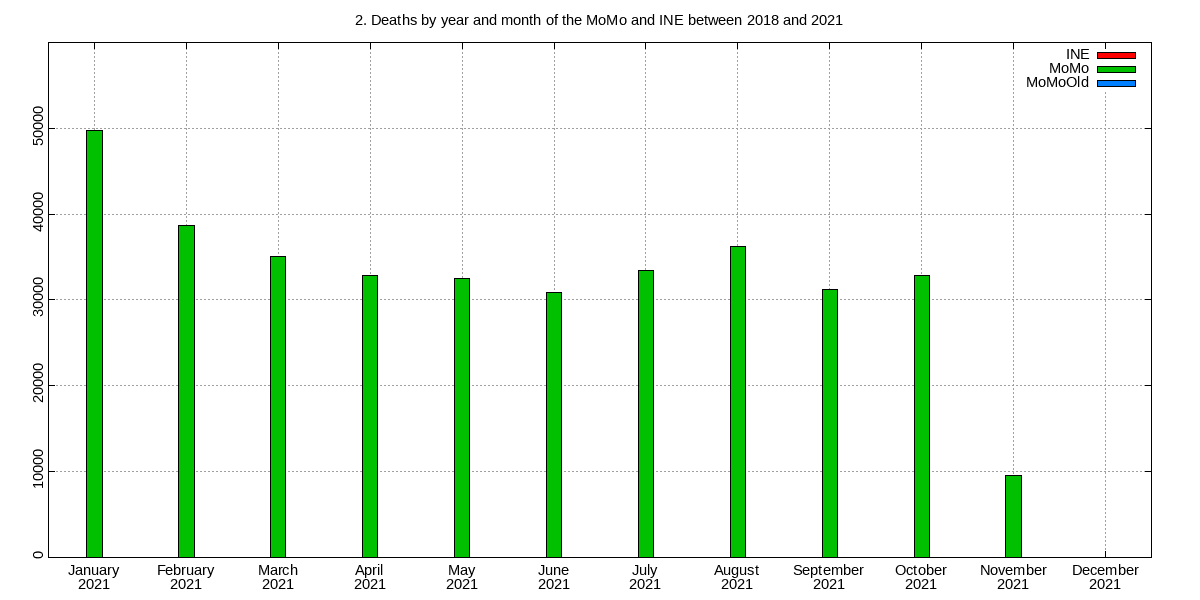 2. Deaths by year and month of the MoMo and INE between 2018 and 2021
INE
MoMo
MoMoOld
50000
40000
30000
20000
10000
0
January February March April May June July August September October November December
2021 2021 2021 2021 2021 2021 2021 2021 2021 2021 2021 2021